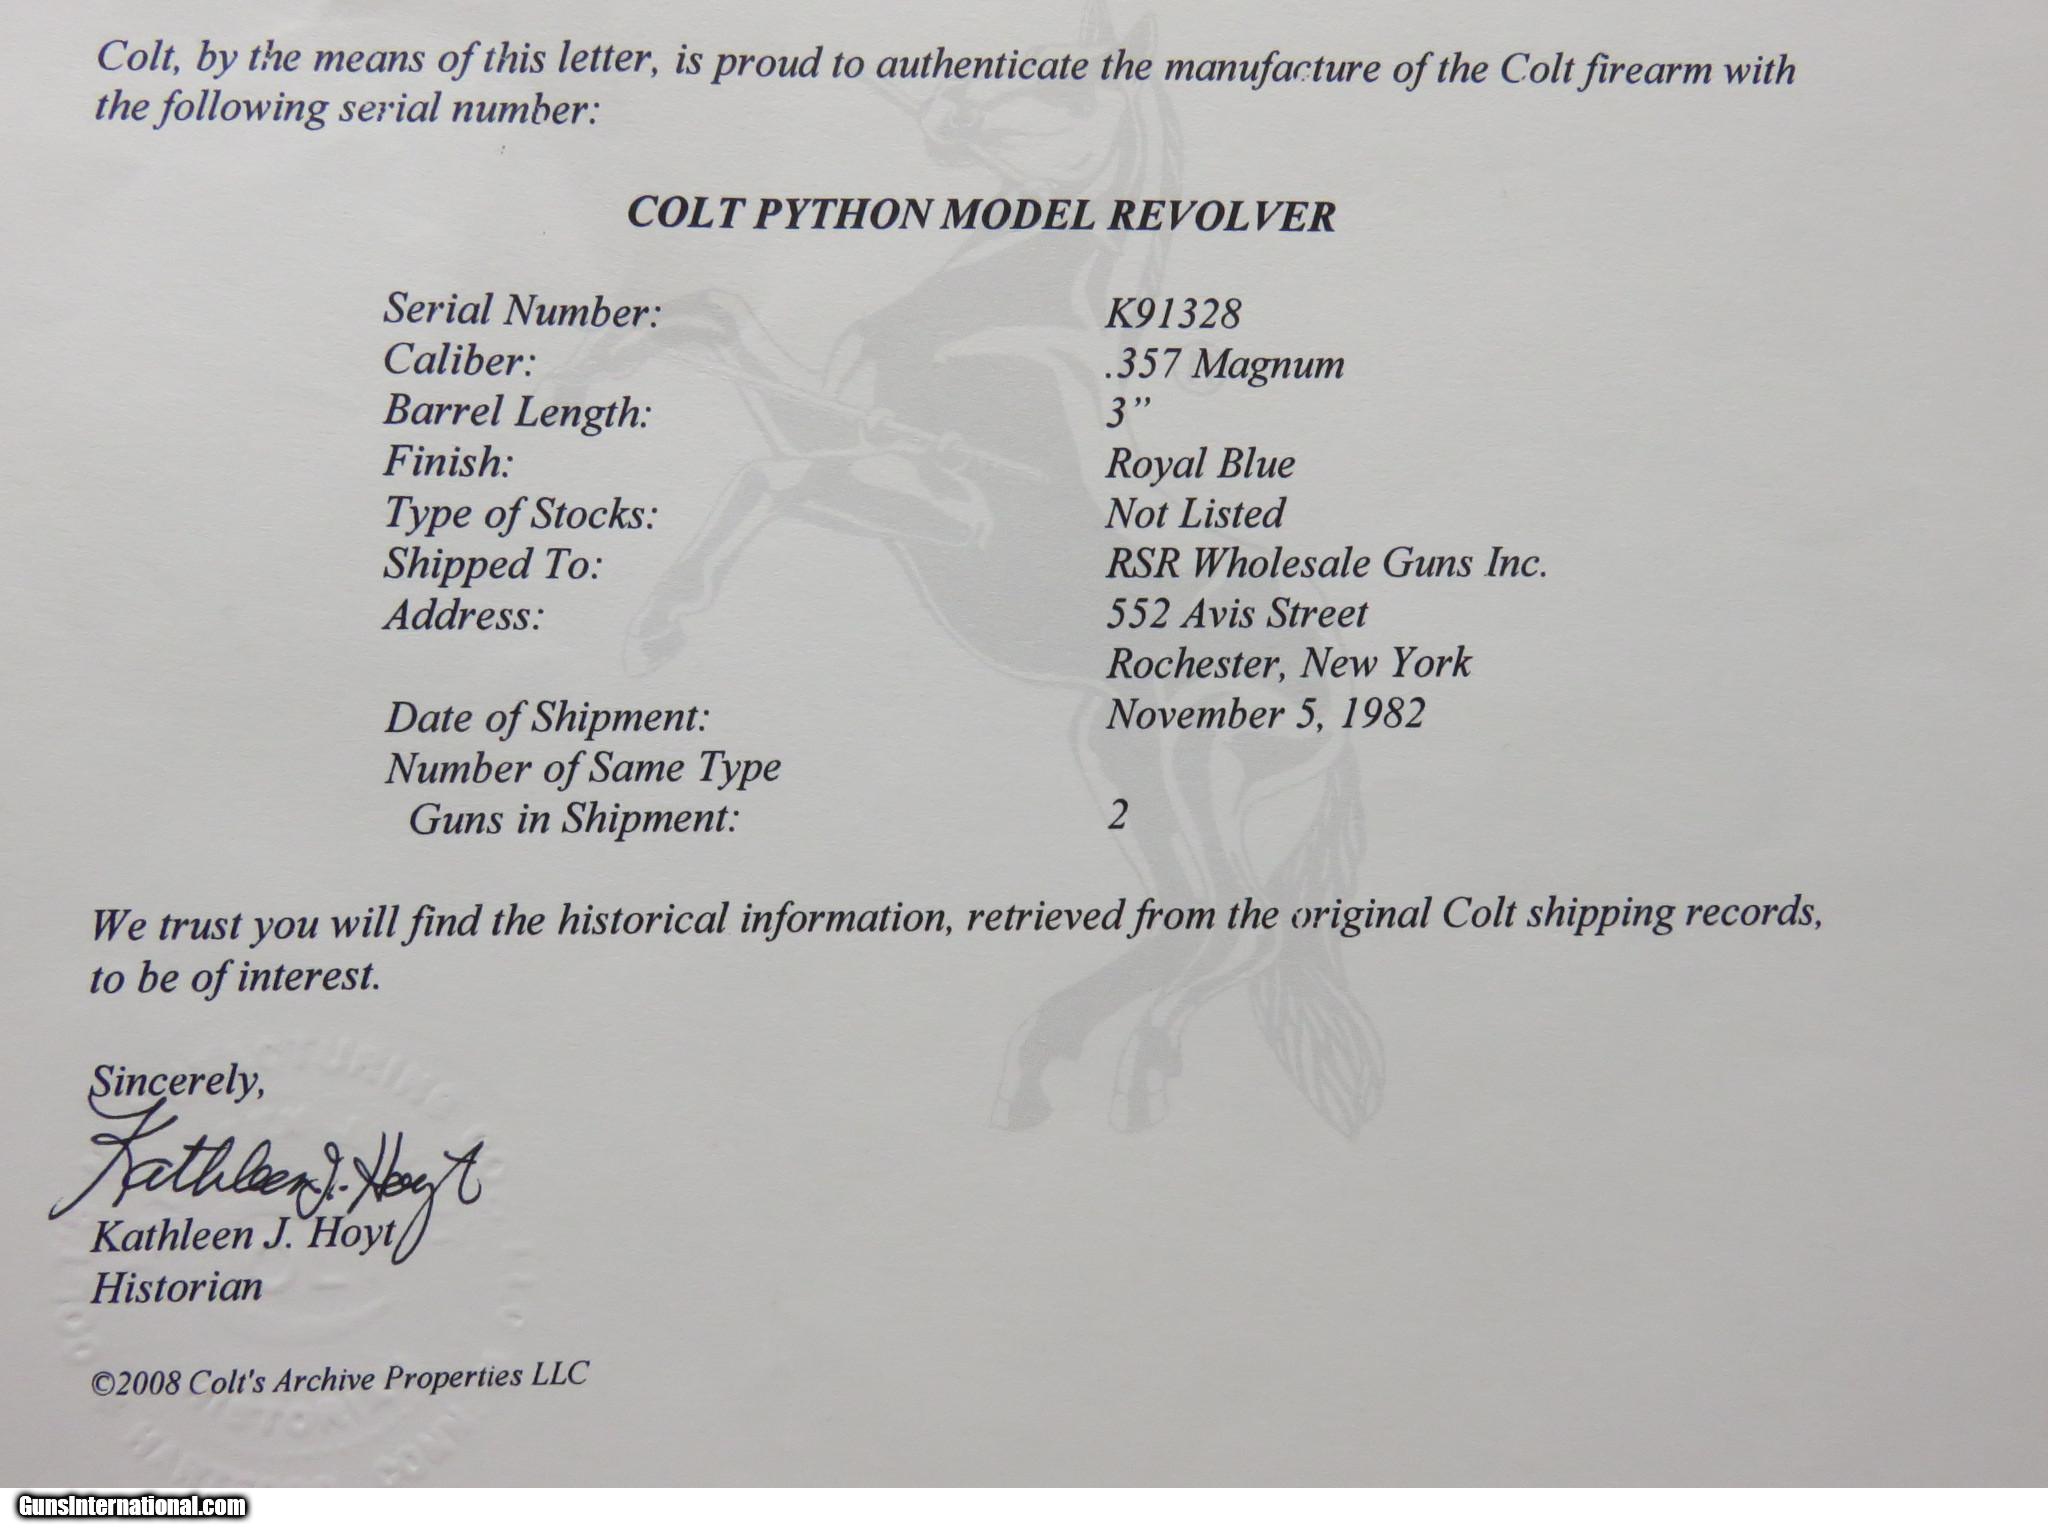 Colt, by the means of this letter, is proud to authenticate the manufacture of the Colt firearm with
the following serial number:
COLT PYTHON MODEL REVOLVER
Serial Number: K91328
Caliber: .357 Magnum
Barrel Length: 3”
Finish: Royal Blue
Type of Stocks: Not Listed
Shipped To: RSR Wholesale Guns Inc.
Address: 552 Avis Street
Rochester, New York
Date of Shipment: November 5, 1982
Number of Same Type
Guns in Shipment: 2
We trust you will find the historical information, retrieved from the original Colt shipping records,
to be of interest.
Sincerely,
Kathleen J. Hoyt
Kathleen J. Hoyt
Historian
©2008 Colt's Archive Properties LLC
GunsInternational.com